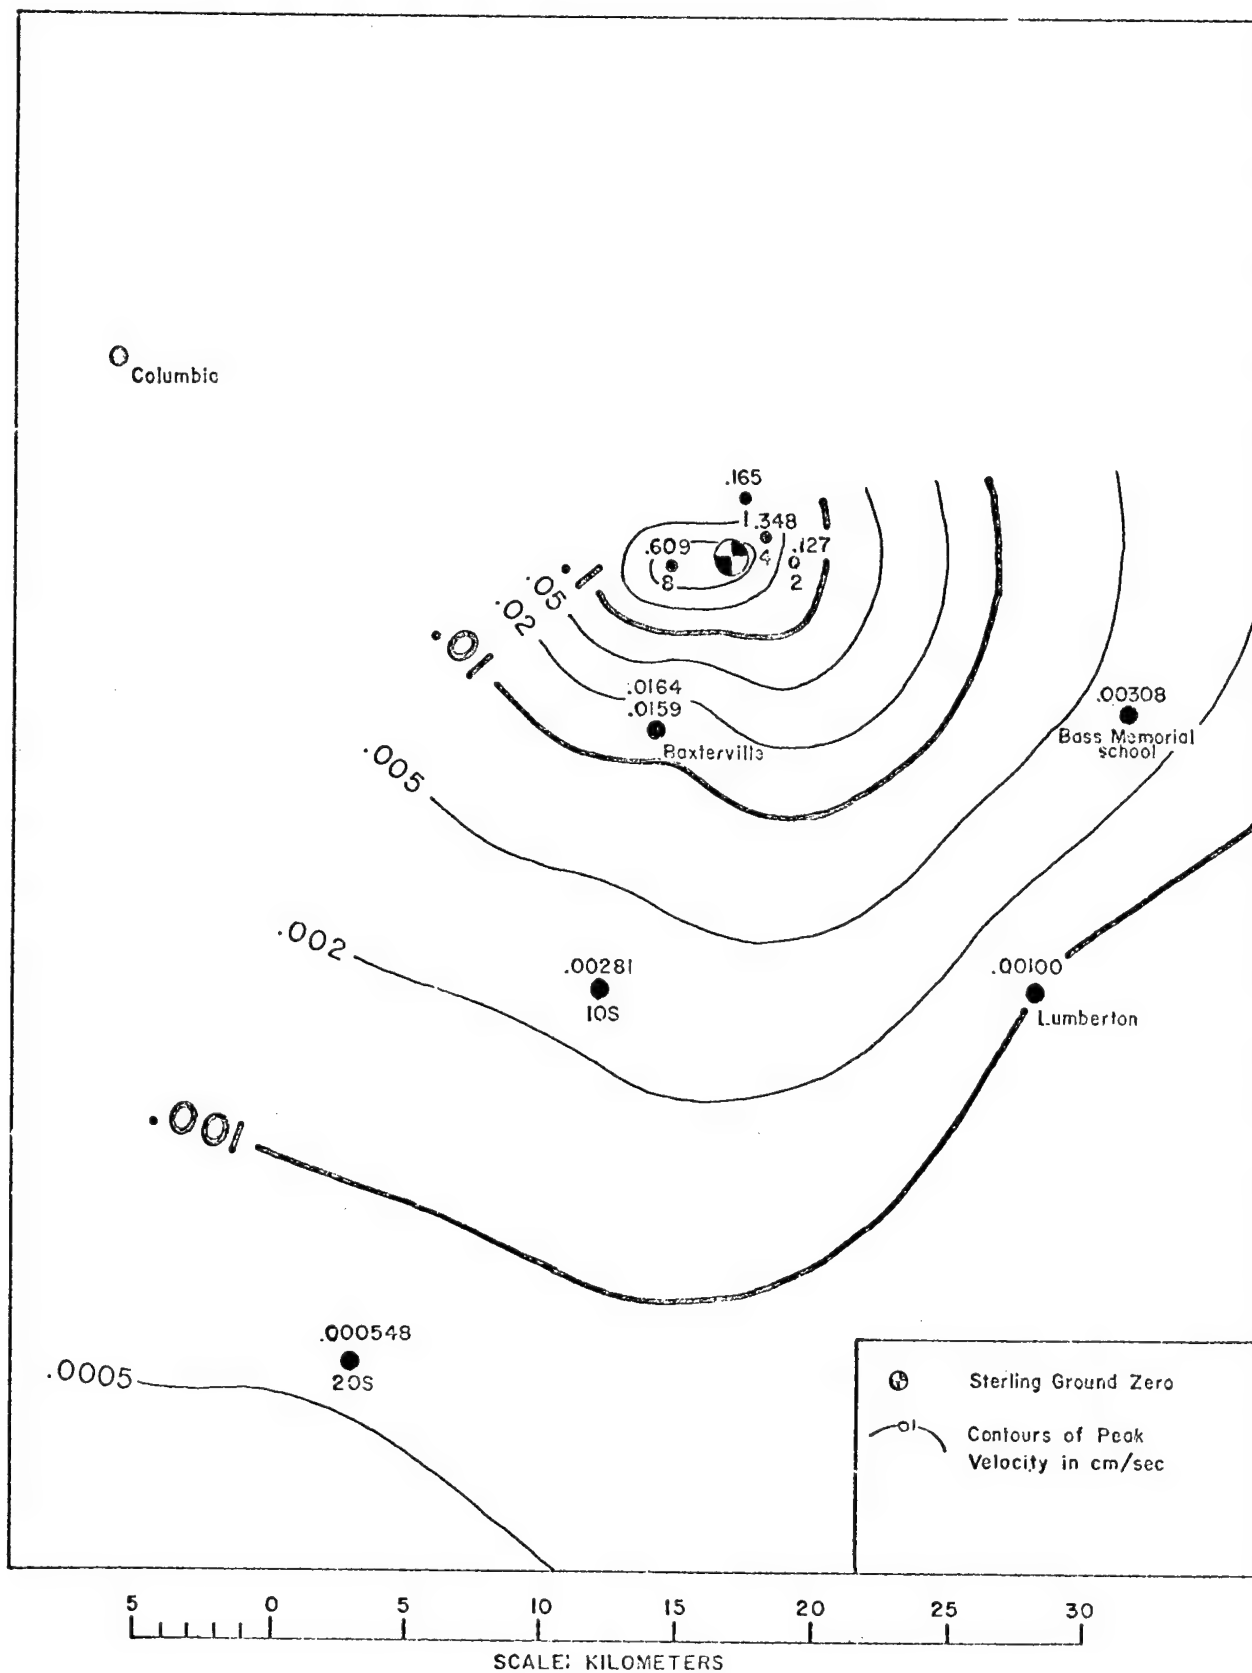 Columbia
.165
1.348
.609
.127
4
8
2
.1
.05
.02
.01
.0164
.0159
Baxterville
.00308
Bass Memorial
school
.005
.002
.00281
10S
.00100
Lumberton
.001
.000548
20S
.0005
Sterling Ground Zero
.01
Contours of Peak
Velocity in cm/sec
5 0 5 10 15 20 25 30
SCALE: KILOMETERS